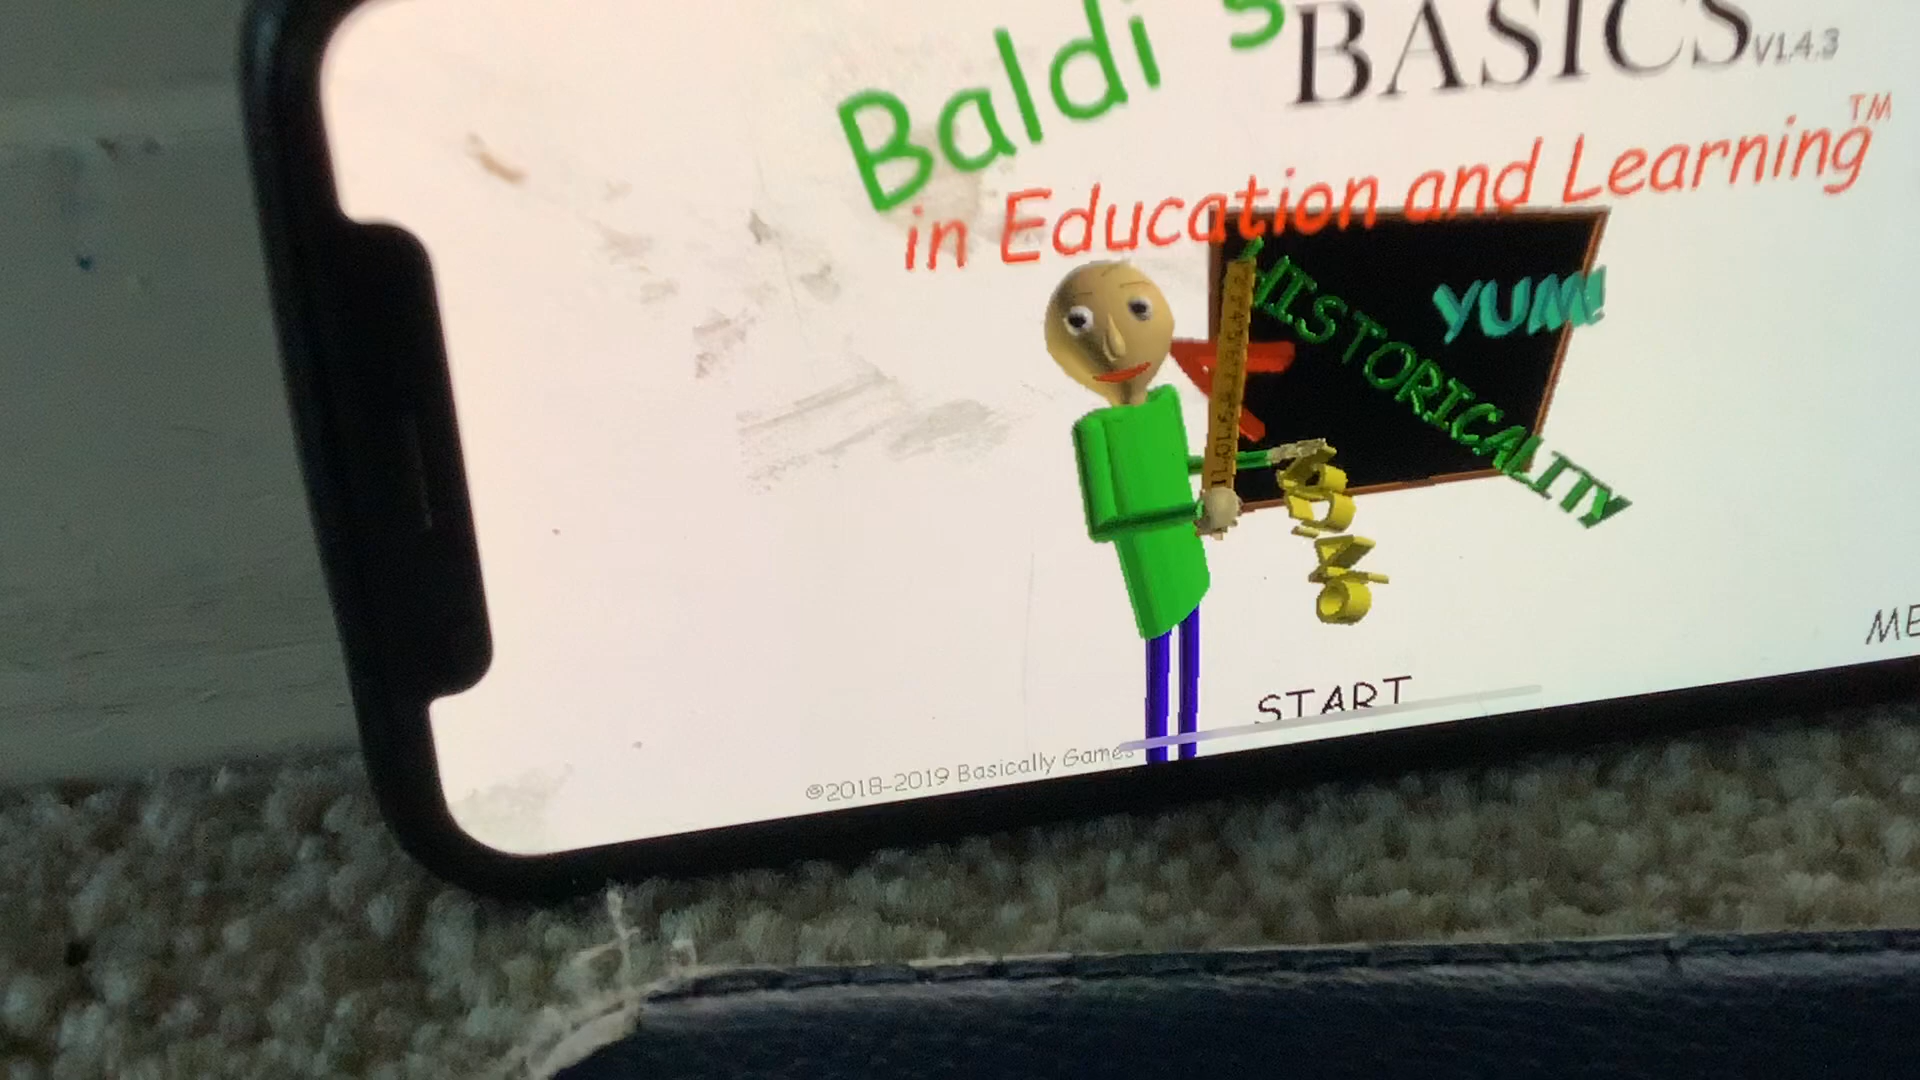 Baldi's BASICS V1.4.3
in Education and Learning™
HISTORICALITY
YUM!
START
©2018-2019 Basically Games